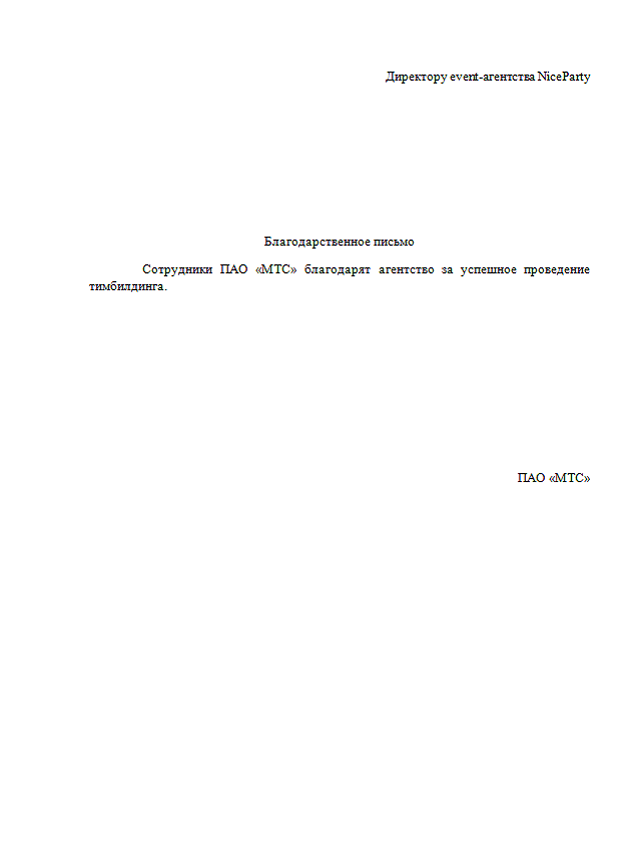 Директору event-агентства NiceParty
Благодарственное письмо
Сотрудники ПАО «МТС» благодарят агентство за успешное проведение
тимбилдинга.
ПАО «МТС»